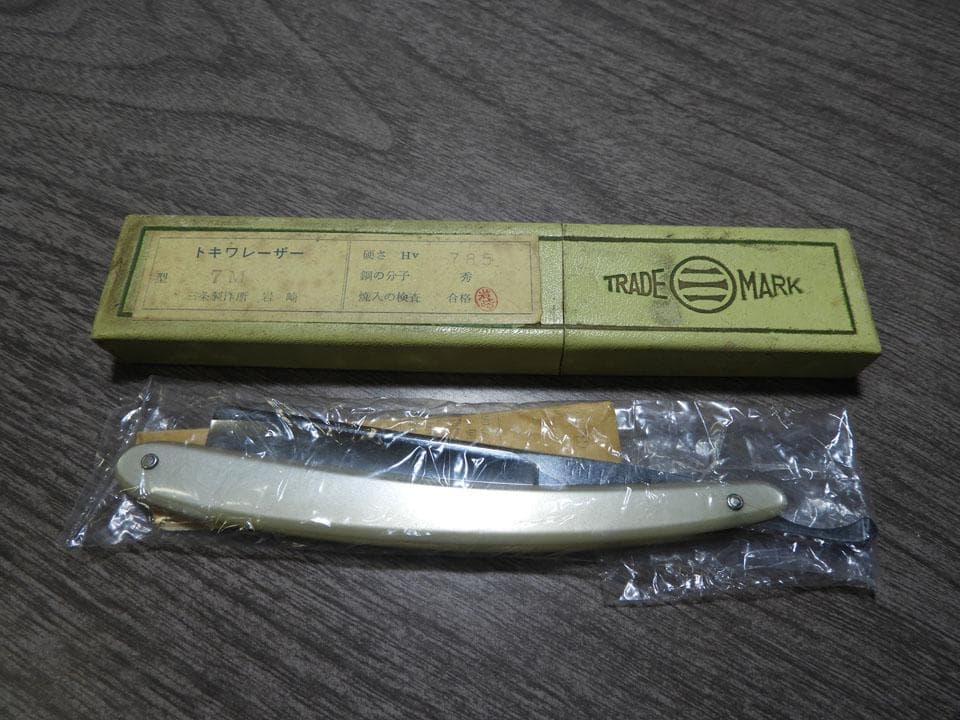 トキワレーザー
型 7M
三条製作所 岩崎
硬さ Hv 785
鋼の分子 秀
焼入の検査 合格
TRADE 三 MARK